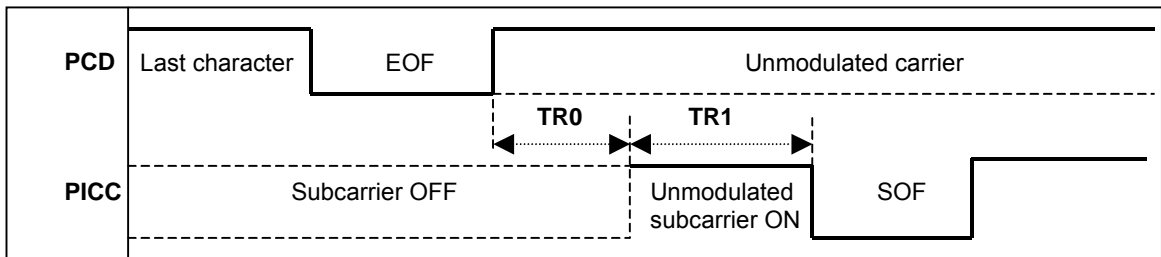 PCD
Last character
EOF
Unmodulated carrier
TR0
TR1
PICC
Subcarrier OFF
Unmodulated
subcarrier ON
SOF